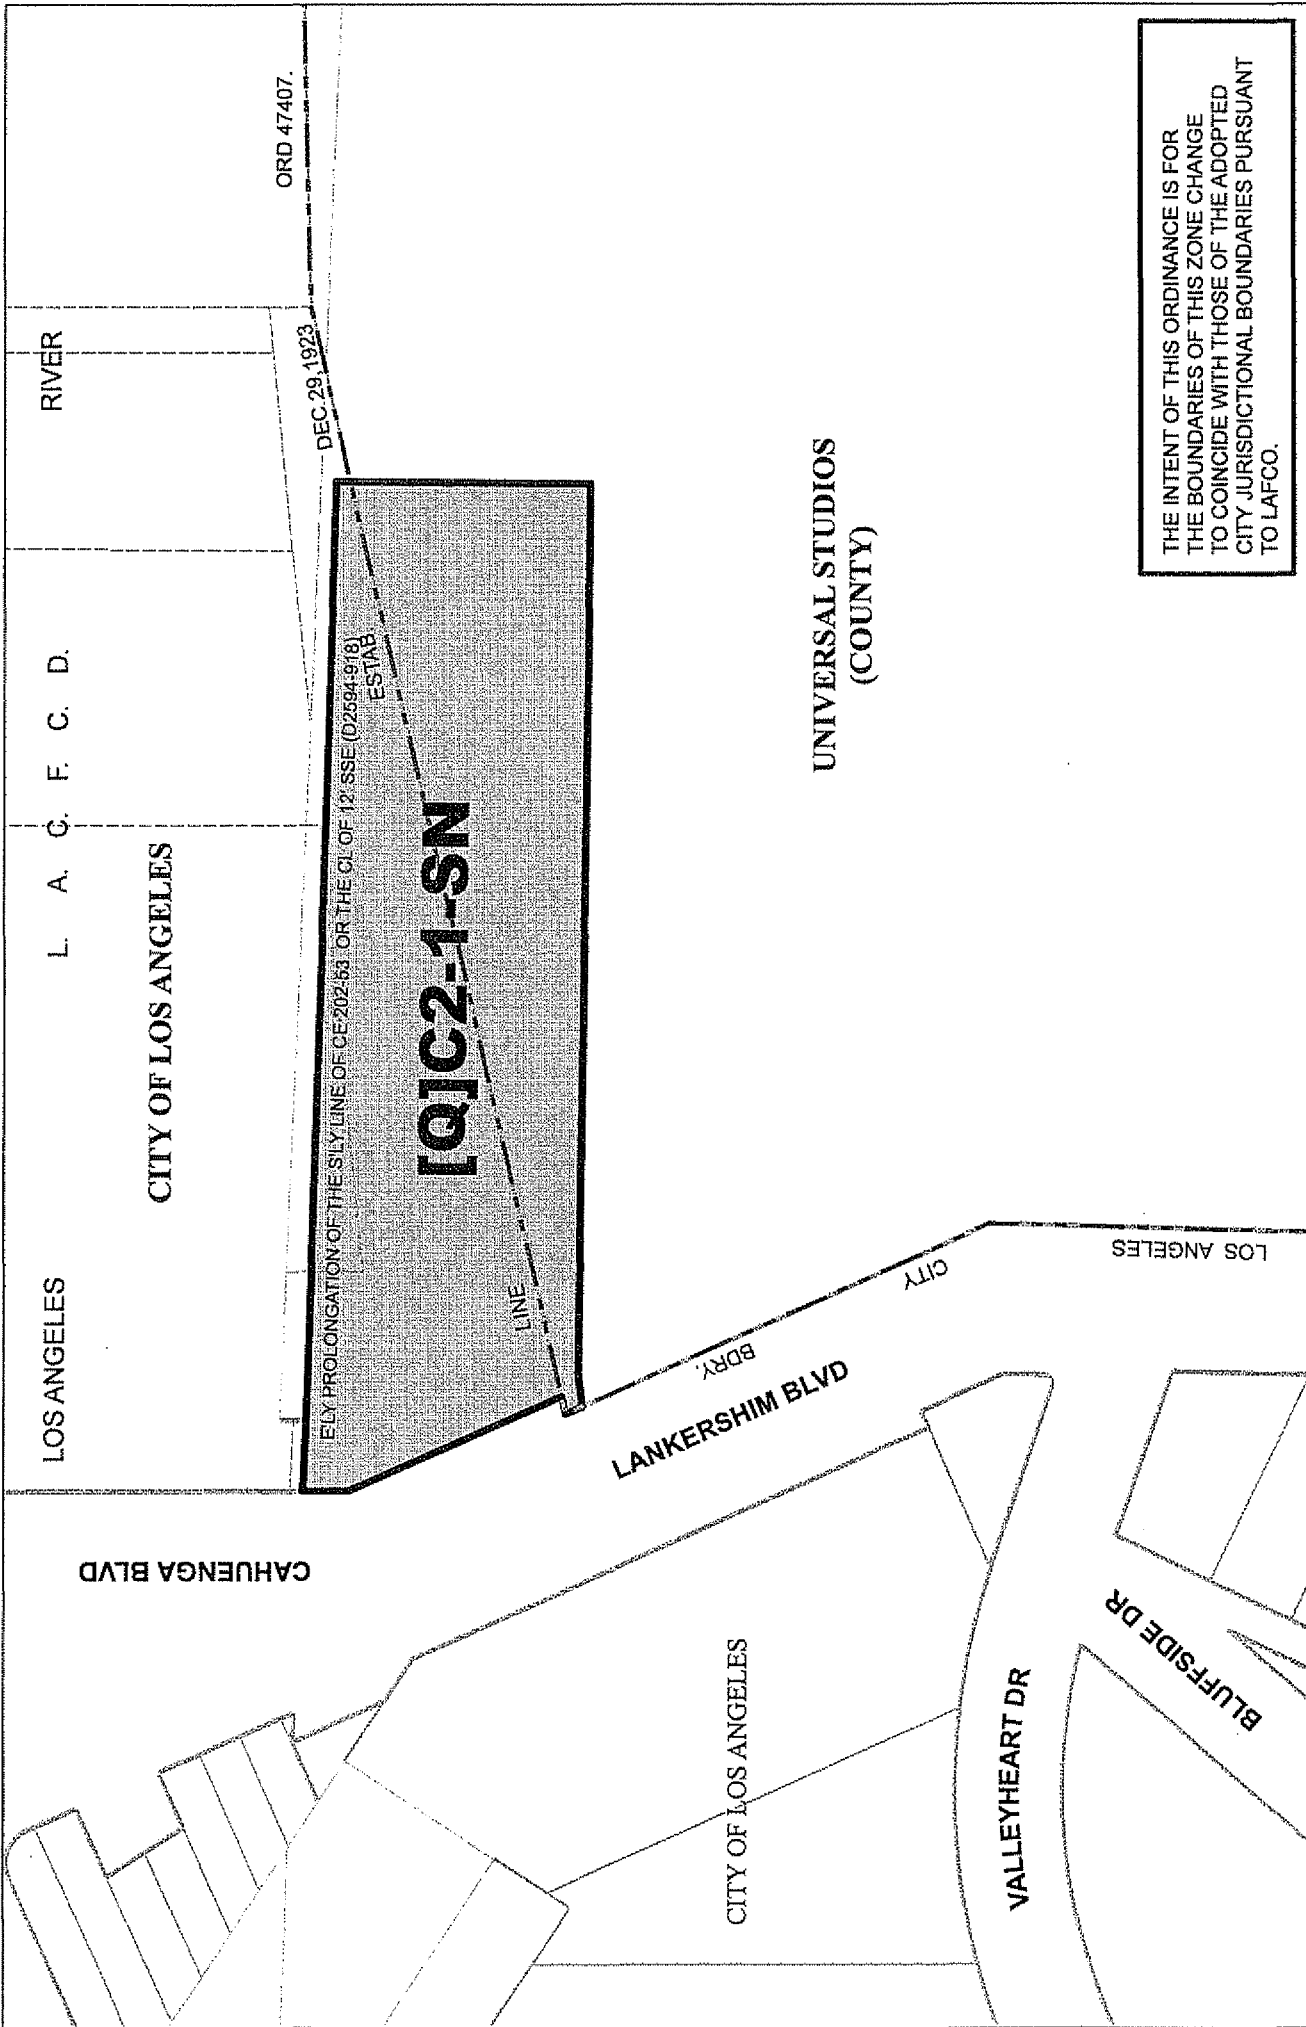 LOS ANGELES
L. A. C. F. C. D.
RIVER
CITY OF LOS ANGELES
CAHUENGA BLVD
ORD 47407.
DEC. 29, 1923
E'LY PROLONGATION OF THE S'LY LINE OF CE 202-53 OR THE CL OF 12' SSE (D2594-918)
ESTAB.
[Q]C2-1-SN
LINE
LANKERSHIM BLVD
BDRY.
CITY
LOS ANGELES
UNIVERSAL STUDIOS
(COUNTY)
CITY OF LOS ANGELES
VALLEYHEART DR
BLUFFSIDE DR
THE INTENT OF THIS ORDINANCE IS FOR
THE BOUNDARIES OF THIS ZONE CHANGE
TO COINCIDE WITH THOSE OF THE ADOPTED
CITY JURISDICTIONAL BOUNDARIES PURSUANT
TO LAFCO.